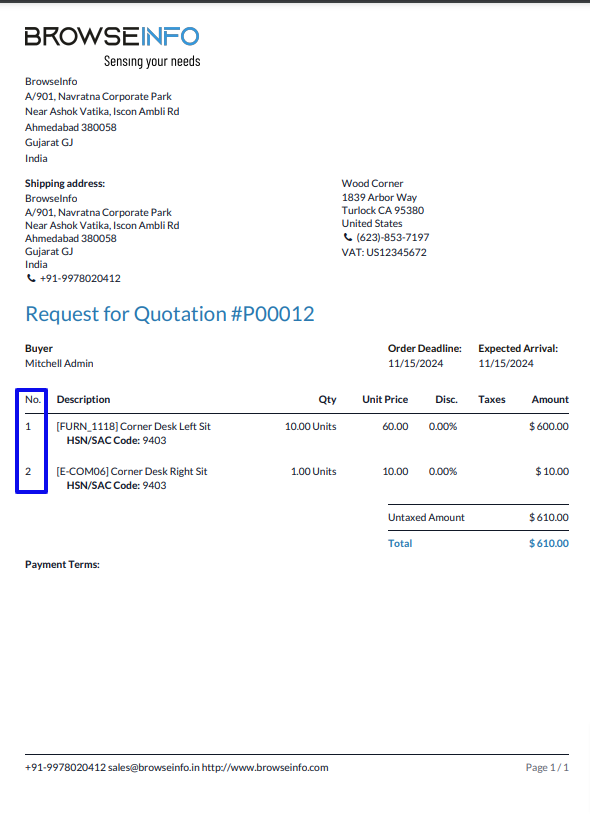 BROWSEINFO
Sensing your needs
BrowseInfo
A/901, Navratna Corporate Park
Near Ashok Vatika, Iscon Ambli Rd
Ahmedabad 380058
Gujarat GJ
India
Shipping address:
BrowseInfo
A/901, Navratna Corporate Park
Near Ashok Vatika, Iscon Ambli Rd
Ahmedabad 380058
Gujarat GJ
India
+91-9978020412
Wood Corner
1839 Arbor Way
Turlock CA 95380
United States
(623)-853-7197
VAT: US12345672
Request for Quotation #P00012
Buyer Order Deadline: Expected Arrival:
Mitchell Admin 11/15/2024 11/15/2024
No. Description Qty Unit Price Disc. Taxes Amount
1 [FURN_1118] Corner Desk Left Sit 10.00 Units 60.00 0.00% $ 600.00
HSN/SAC Code: 9403
2 [E-COM06] Corner Desk Right Sit 1.00 Units 10.00 0.00% $ 10.00
HSN/SAC Code: 9403
Untaxed Amount $ 610.00
Total $ 610.00
Payment Terms:
+91-9978020412 sales@browseinfo.in http://www.browseinfo.com Page 1 / 1